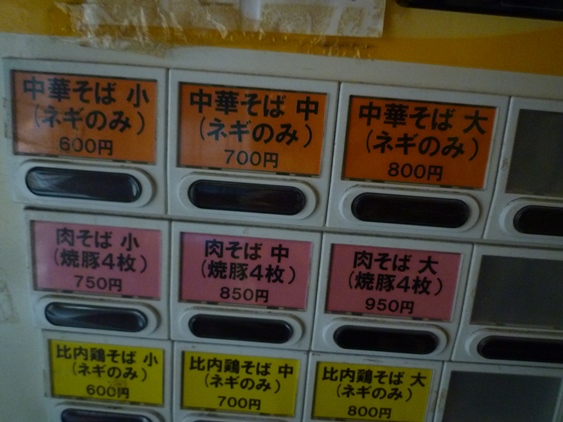 中華そば 小
(ネギのみ)
600円
中華そば 中
(ネギのみ)
700円
中華そば 大
(ネギのみ)
800円
肉そば 小
(焼豚4枚)
750円
肉そば 中
(焼豚4枚)
850円
肉そば 大
(焼豚4枚)
950円
比内鶏そば 小
(ネギのみ)
600円
比内鶏そば 中
(ネギのみ)
700円
比内鶏そば 大
(ネギのみ)
800円